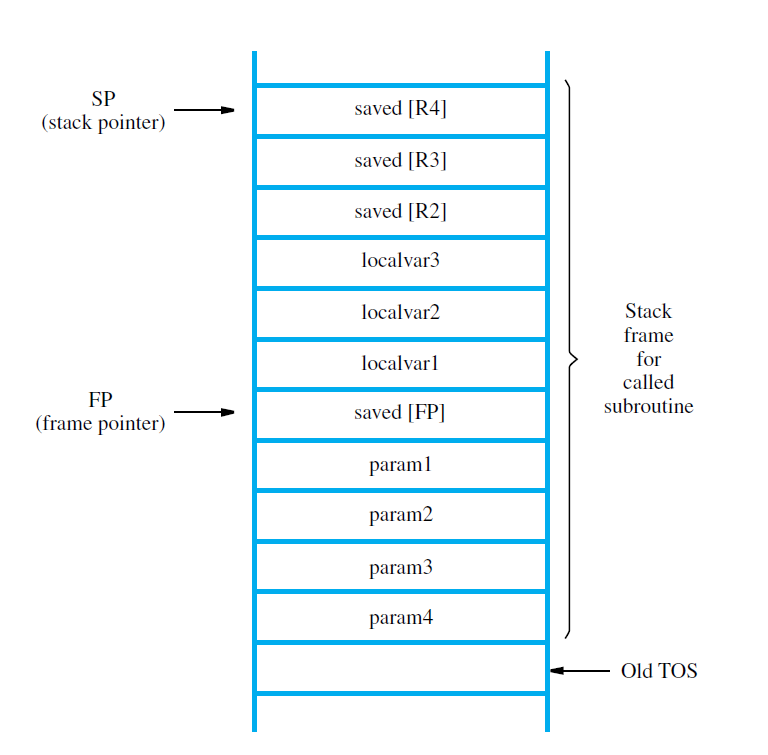 SP
(stack pointer)
saved [R4]
saved [R3]
saved [R2]
localvar3
localvar2
localvar1
FP
(frame pointer)
saved [FP]
param1
param2
param3
param4
Stack
frame
for
called
subroutine
Old TOS